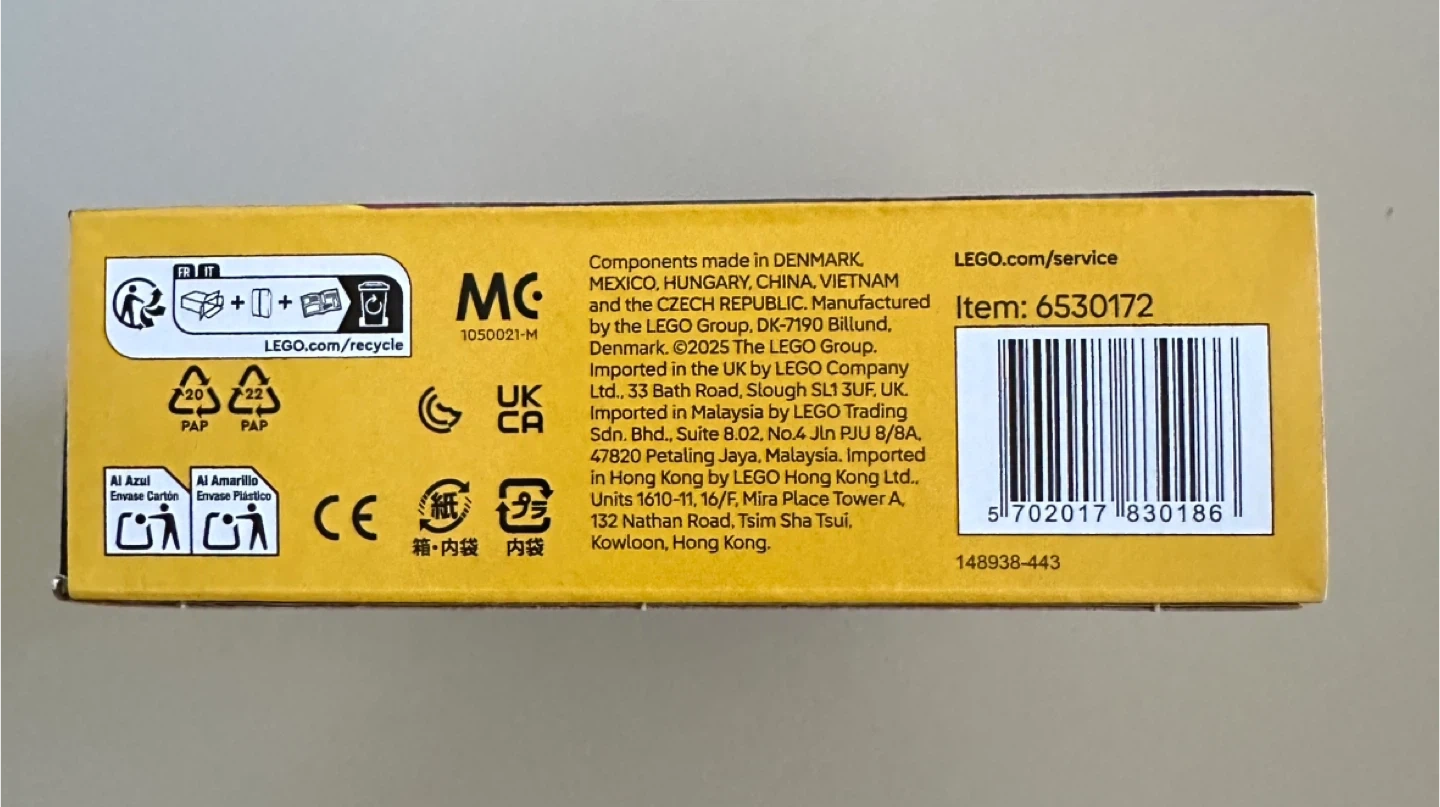 FR IT
LEGO.com/recycle
20
PAP
22
PAP
Al Azul
Envase Cartón
Al Amarillo
Envase Plástico
MC
1050021-M
UK
CA
CE
紙
箱・内袋
プラ
内袋
Components made in DENMARK,
MEXICO, HUNGARY, CHINA, VIETNAM
and the CZECH REPUBLIC. Manufactured
by the LEGO Group, DK-7190 Billund,
Denmark. ©2025 The LEGO Group.
Imported in the UK by LEGO Company
Ltd., 33 Bath Road, Slough SL1 3UF, UK.
Imported in Malaysia by LEGO Trading
Sdn. Bhd., Suite 8.02, No.4 Jln PJU 8/8A,
47820 Petaling Jaya, Malaysia. Imported
in Hong Kong by LEGO Hong Kong Ltd.,
Units 1610-11, 16/F, Mira Place Tower A,
132 Nathan Road, Tsim Sha Tsui,
Kowloon, Hong Kong.
LEGO.com/service
Item: 6530172
5 702017 830186
148938-443